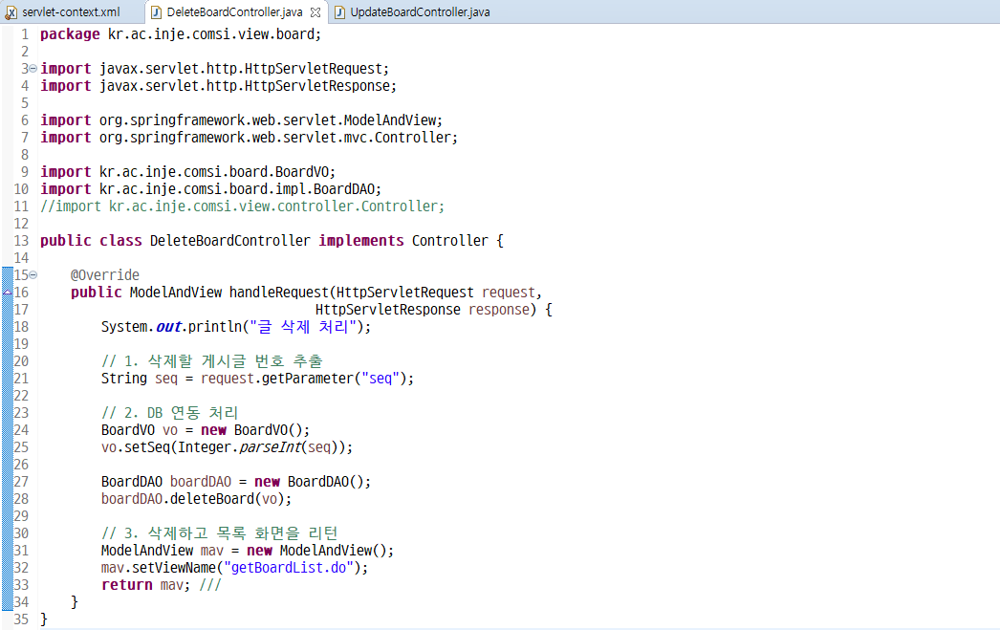 servlet-context.xml DeleteBoardController.java UpdateBoardController.java
1 package kr.ac.inje.comsi.view.board;
2
3 import javax.servlet.http.HttpServletRequest;
4 import javax.servlet.http.HttpServletResponse;
5
6 import org.springframework.web.servlet.ModelAndView;
7 import org.springframework.web.servlet.mvc.Controller;
8
9 import kr.ac.inje.comsi.board.BoardVO;
10 import kr.ac.inje.comsi.board.impl.BoardDAO;
11 //import kr.ac.inje.comsi.view.controller.Controller;
12
13 public class DeleteBoardController implements Controller {
14
15 @Override
16 public ModelAndView handleRequest(HttpServletRequest request,
17 HttpServletResponse response) {
18 System.out.println("글 삭제 처리");
19
20 // 1. 삭제할 게시글 번호 추출
21 String seq = request.getParameter("seq");
22
23 // 2. DB 연동 처리
24 BoardVO vo = new BoardVO();
25 vo.setSeq(Integer.parseInt(seq));
26
27 BoardDAO boardDAO = new BoardDAO();
28 boardDAO.deleteBoard(vo);
29
30 // 3. 삭제하고 목록 화면을 리턴
31 ModelAndView mav = new ModelAndView();
32 mav.setViewName("getBoardList.do");
33 return mav; ///
34 }
35 }